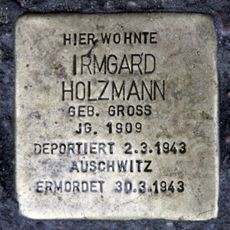 HIER WOHNTE
IRMGARD
HOLZMANN
GEB. GROSS
JG. 1909
DEPORTIERT 2.3.1943
AUSCHWITZ
ERMORDET 30.3.1943